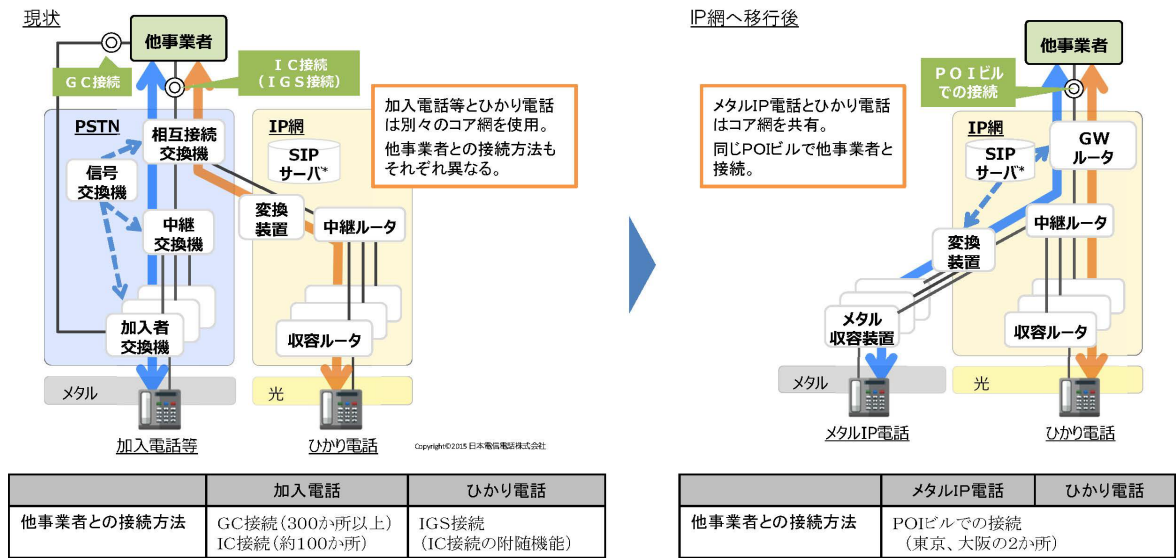 現状
他事業者
GC接続
IC接続
(IGS接続)
PSTN
相互接続
交換機
信号
交換機
中継
交換機
加入者
交換機
メタル
加入電話等
IP網
SIP
サーバ*
変換
装置
中継ルータ
収容ルータ
光
ひかり電話
加入電話等とひかり電話
は別々のコア網を使用。
他事業者との接続方法も
それぞれ異なる。
Copyright©2015 日本電信電話株式会社
IP網へ移行後
他事業者
POIビル
での接続
メタルIP電話とひかり電話
はコア網を共有。
同じPOIビルで他事業者と
接続。
IP網
SIP
サーバ*
GW
ルータ
中継ルータ
変換
装置
メタル
収容装置
収容ルータ
メタル
光
メタルIP電話
ひかり電話
加入電話 ひかり電話
他事業者との接続方法 GC接続(300か所以上) IGS接続
IC接続(約100か所) (IC接続の附随機能)
メタルIP電話 ひかり電話
他事業者との接続方法 POIビルでの接続
(東京、大阪の2か所)